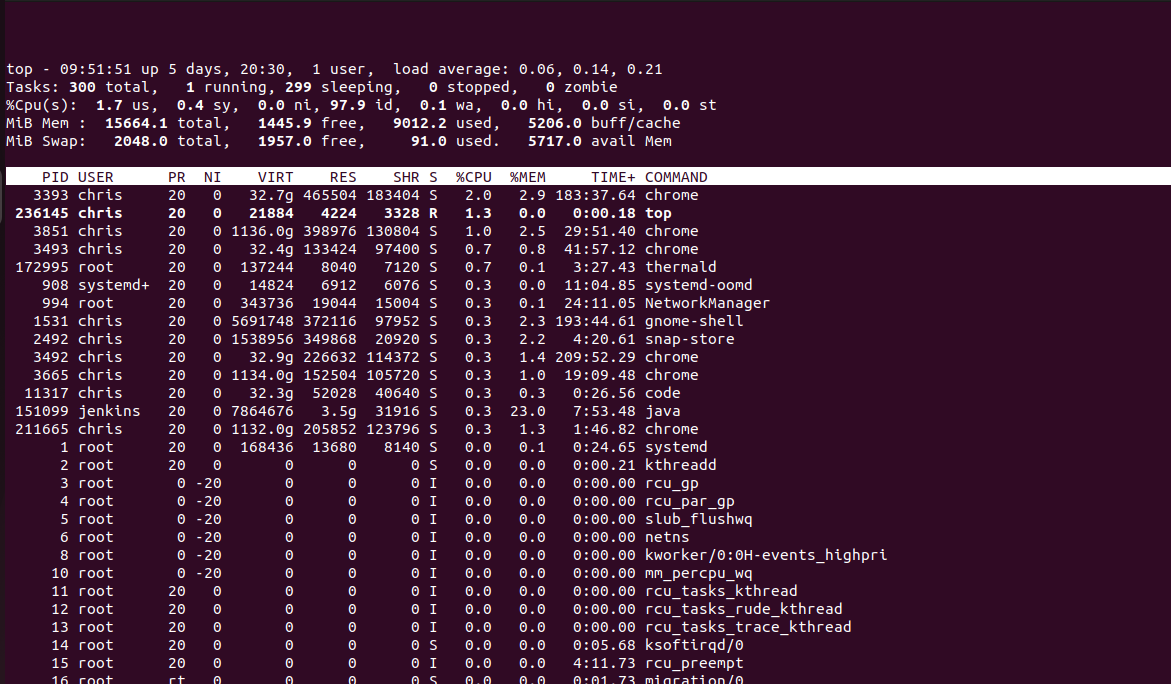 top - 09:51:51 up 5 days, 20:30,  1 user,  load average: 0.06, 0.14, 0.21
Tasks: 300 total,   1 running, 299 sleeping,   0 stopped,   0 zombie
%Cpu(s):  1.7 us,  0.4 sy,  0.0 ni, 97.9 id,  0.1 wa,  0.0 hi,  0.0 si,  0.0 st
MiB Mem :  15664.1 total,   1445.9 free,   9012.2 used,   5206.0 buff/cache
MiB Swap:   2048.0 total,   1957.0 free,     91.0 used.   5717.0 avail Mem
PID USER      PR  NI    VIRT    RES    SHR S  %CPU  %MEM     TIME+ COMMAND
3393 chris     20   0   32.7g 465504 183404 S   2.0   2.9 183:37.64 chrome
236145 chris     20   0   21884   4224   3328 R   1.3   0.0   0:00.18 top
3851 chris     20   0 1136.0g 398976 130804 S   1.0   2.5  29:51.40 chrome
3493 chris     20   0   32.4g 133424  97400 S   0.7   0.8  41:57.12 chrome
172995 root      20   0  137244   8040   7120 S   0.7   0.1   3:27.43 thermald
908 systemd+  20   0   14824   6912   6076 S   0.3   0.0  11:04.85 systemd-oomd
994 root      20   0  343736  19044  15004 S   0.3   0.1  24:11.05 NetworkManager
1531 chris     20   0 5691748 372116  97952 S   0.3   2.3 193:44.61 gnome-shell
2492 chris     20   0 1538956 349868  20920 S   0.3   2.2   4:20.61 snap-store
3492 chris     20   0   32.9g 226632 114372 S   0.3   1.4 209:52.29 chrome
3665 chris     20   0 1134.0g 152504 105720 S   0.3   1.0  19:09.48 chrome
11317 chris     20   0   32.3g  52028  40640 S   0.3   0.3   0:26.56 code
151099 jenkins   20   0 7864676   3.5g  31916 S   0.3  23.0   7:53.48 java
211665 chris     20   0 1132.0g 205852 123796 S   0.3   1.3   1:46.82 chrome
1 root      20   0  168436  13680   8140 S   0.0   0.1   0:24.65 systemd
2 root      20   0       0      0      0 S   0.0   0.0   0:00.21 kthreadd
3 root       0 -20       0      0      0 I   0.0   0.0   0:00.00 rcu_gp
4 root       0 -20       0      0      0 I   0.0   0.0   0:00.00 rcu_par_gp
5 root       0 -20       0      0      0 I   0.0   0.0   0:00.00 slub_flushwq
6 root       0 -20       0      0      0 I   0.0   0.0   0:00.00 netns
8 root       0 -20       0      0      0 I   0.0   0.0   0:00.00 kworker/0:0H-events_highpri
10 root       0 -20       0      0      0 I   0.0   0.0   0:00.00 mm_percpu_wq
11 root      20   0       0      0      0 I   0.0   0.0   0:00.00 rcu_tasks_kthread
12 root      20   0       0      0      0 I   0.0   0.0   0:00.00 rcu_tasks_rude_kthread
13 root      20   0       0      0      0 I   0.0   0.0   0:00.00 rcu_tasks_trace_kthread
14 root      20   0       0      0      0 S   0.0   0.0   0:05.68 ksoftirqd/0
15 root      20   0       0      0      0 I   0.0   0.0   4:11.73 rcu_preempt
16 root      rt   0       0      0      0 S   0.0   0.0   0:01.73 migration/0